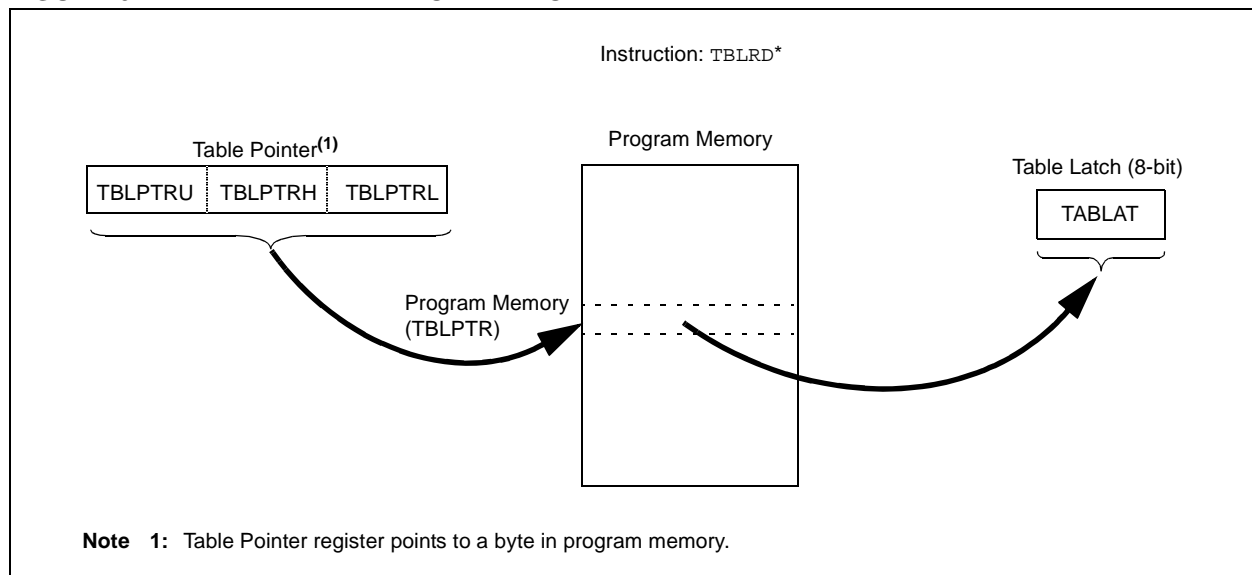 Instruction: TBLRD*
Table Pointer(1)
Program Memory
Table Latch (8-bit)
TBLPTRU TBLPTRH TBLPTRL
TABLAT
Program Memory
(TBLPTR)
Note 1: Table Pointer register points to a byte in program memory.